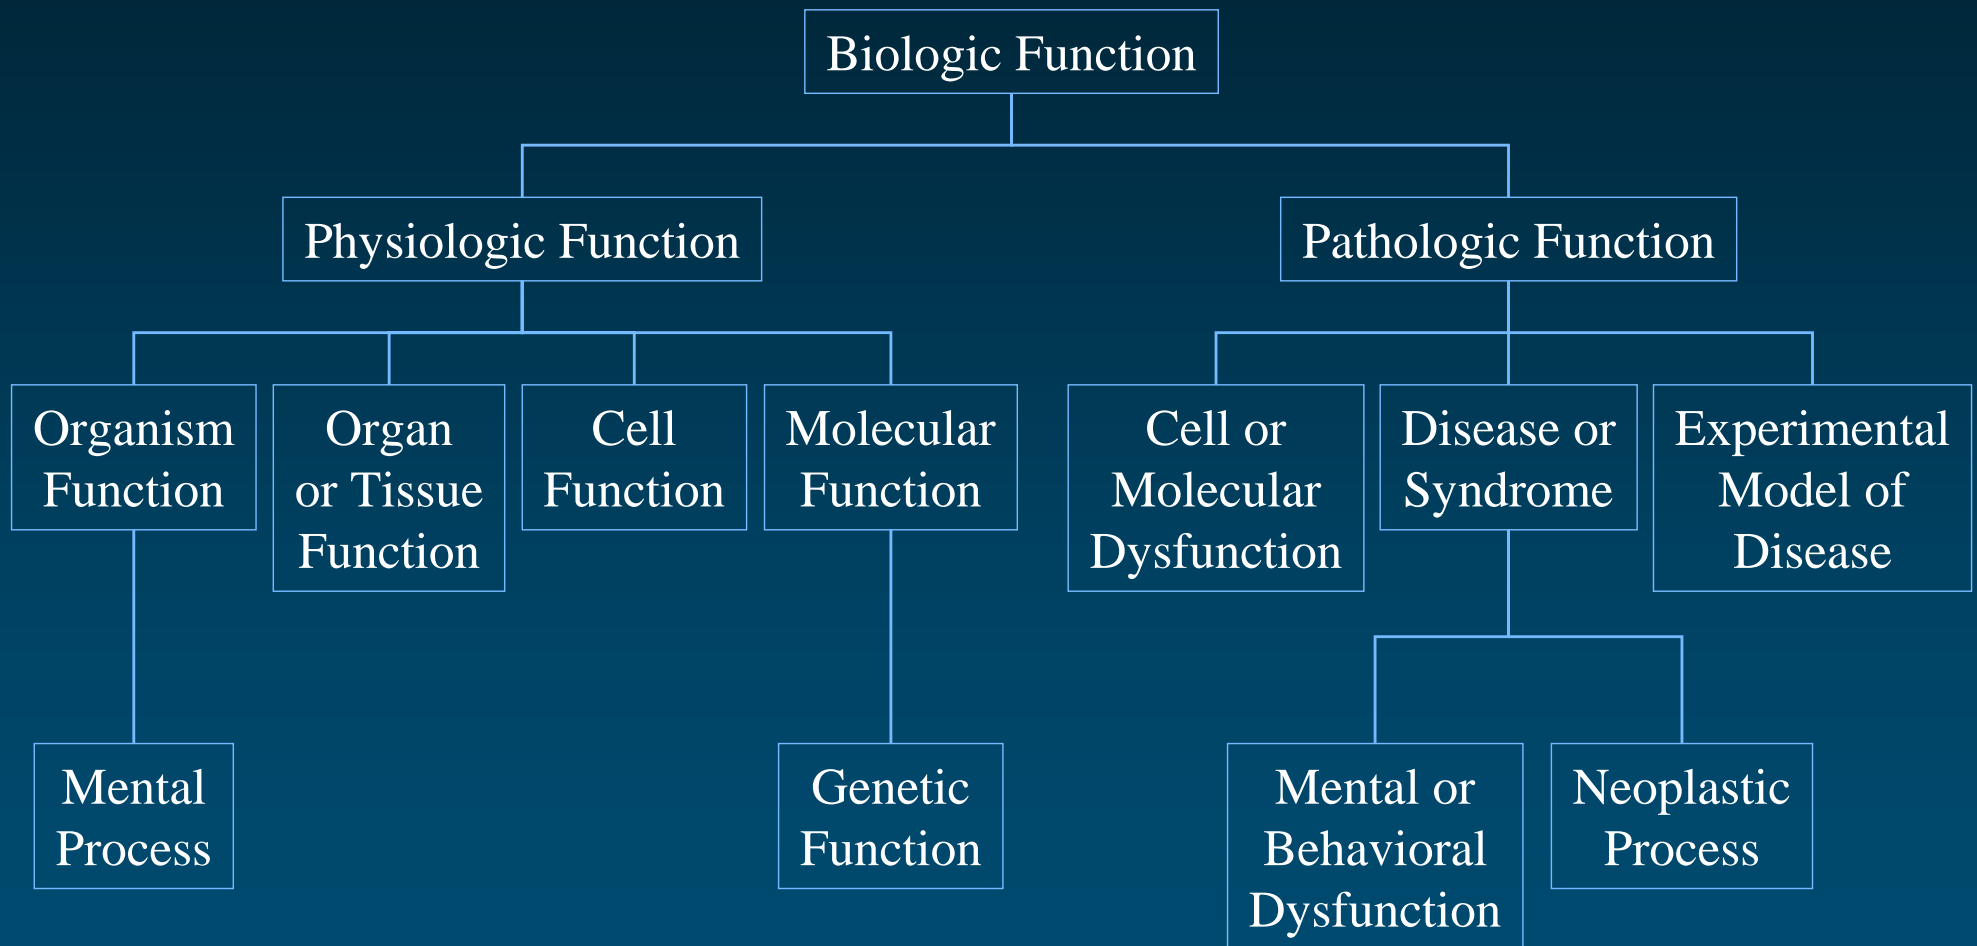 Biologic Function
Physiologic Function
Pathologic Function
Organism
Function
Organ
or Tissue
Function
Cell
Function
Molecular
Function
Cell or
Molecular
Dysfunction
Disease or
Syndrome
Experimental
Model of
Disease
Mental
Process
Genetic
Function
Mental or
Behavioral
Dysfunction
Neoplastic
Process